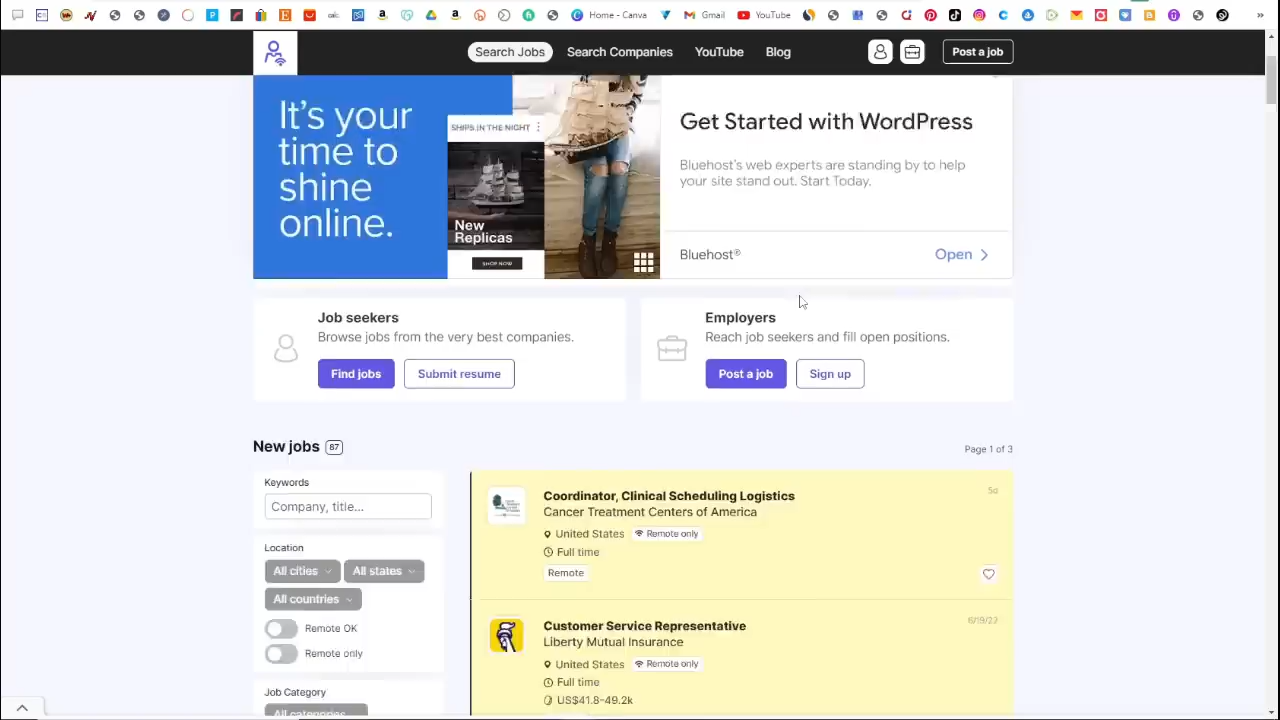 Home - Canva
Gmail
YouTube
Search Jobs
Search Companies
YouTube
Blog
Post a job
It's your
time to
shine
online.
SHIPS IN THE NIGHT
New
Replicas
SHOP NOW
Get Started with WordPress
Bluehost's web experts are standing by to help
your site stand out. Start Today.
Bluehost®
Open
Job seekers
Browse jobs from the very best companies.
Find jobs
Submit resume
Employers
Reach job seekers and fill open positions.
Post a job
Sign up
New jobs 87
Page 1 of 3
Keywords
Company, title...
Location
All cities
All states
All countries
Remote OK
Remote only
Job Category
All categories
Coordinator, Clinical Scheduling Logistics
Cancer Treatment Centers of America
United States
Remote only
Full time
Remote
Customer Service Representative
Liberty Mutual Insurance
United States
Remote only
Full time
US$41.8–49.2k